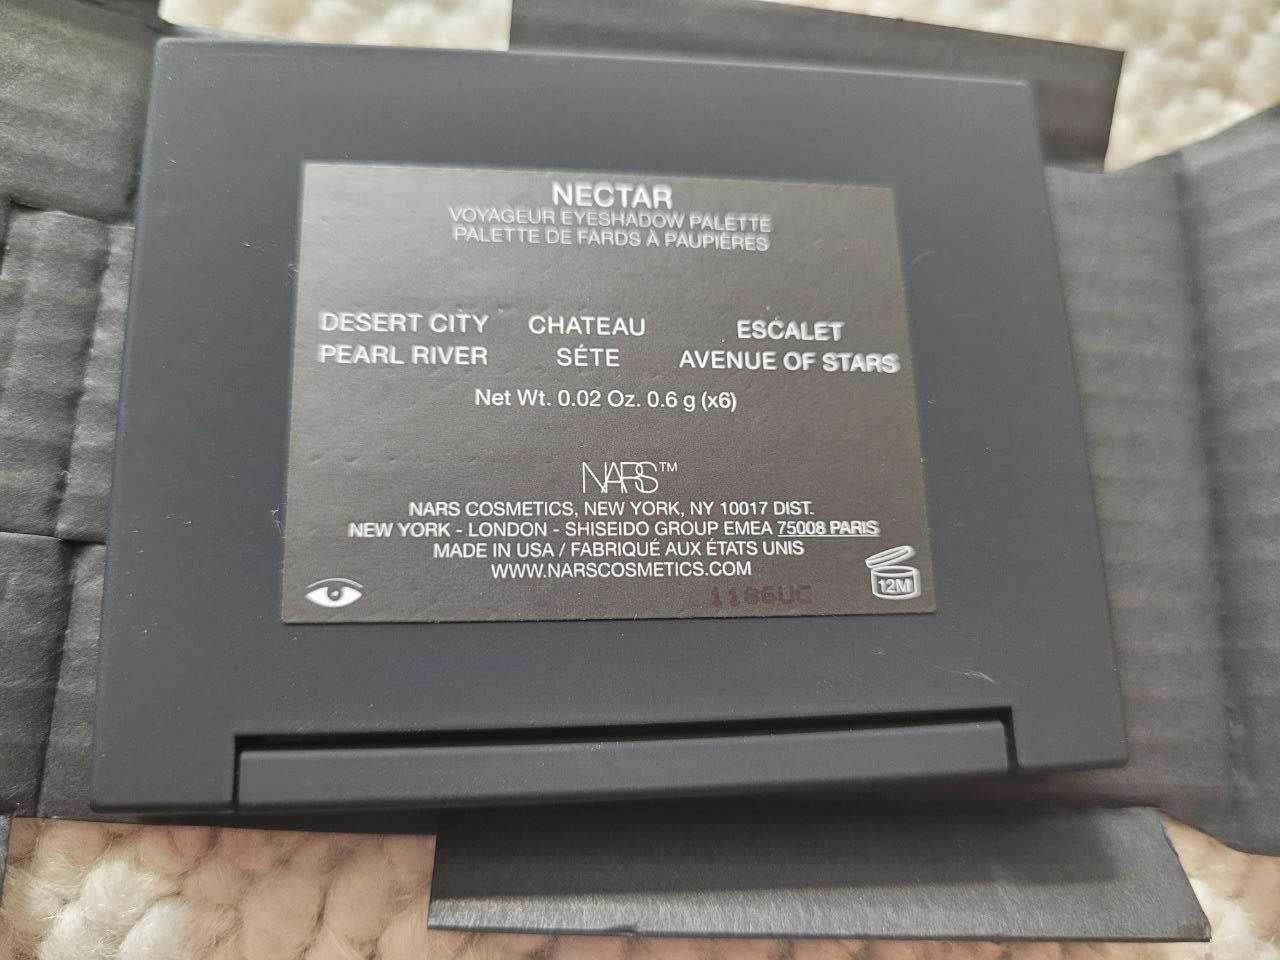 NECTAR
VOYAGEUR EYESHADOW PALETTE
PALETTE DE FARDS À PAUPIÈRES
DESERT CITY CHATEAU ESCALET
PEARL RIVER SÉTE AVENUE OF STARS
Net Wt. 0.02 Oz. 0.6 g (x6)
NARS™
NARS COSMETICS, NEW YORK, NY 10017 DIST.
NEW YORK - LONDON - SHISEIDO GROUP EMEA 75008 PARIS
MADE IN USA / FABRIQUÉ AUX ÉTATS UNIS
WWW.NARSCOSMETICS.COM
12M